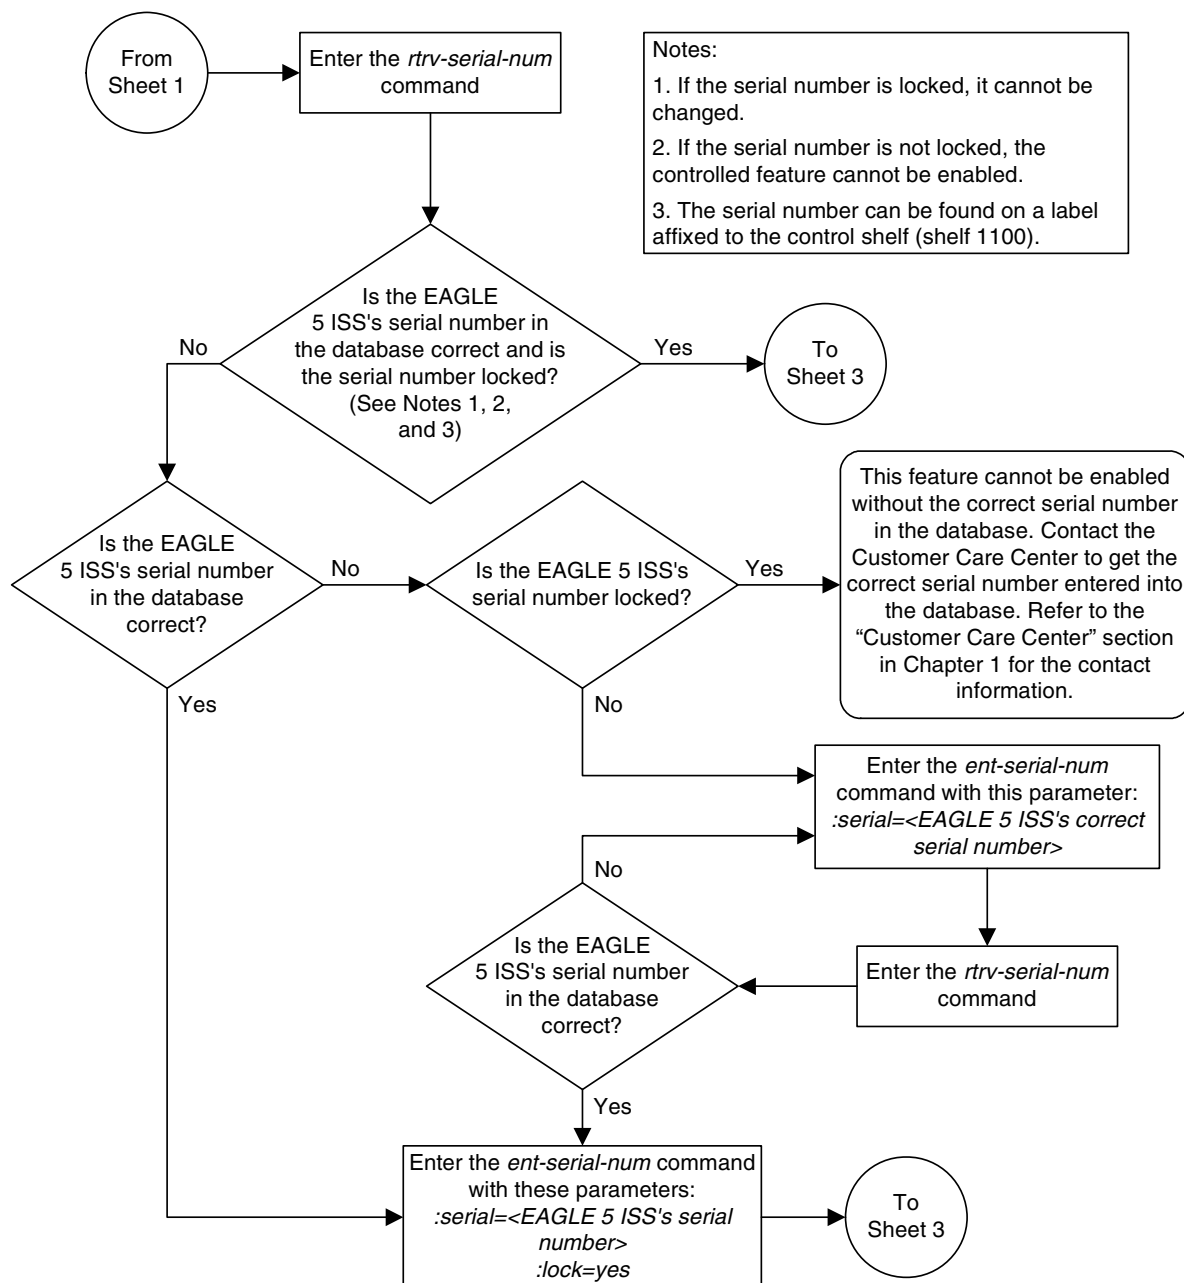 From
Sheet 1
Enter the rtrv-serial-num
command
Notes:
1. If the serial number is locked, it cannot be
changed.
2. If the serial number is not locked, the
controlled feature cannot be enabled.
3. The serial number can be found on a label
affixed to the control shelf (shelf 1100).
Is the EAGLE
5 ISS's serial number in
the database correct and is
the serial number locked?
(See Notes 1, 2,
and 3)
No
Yes
To
Sheet 3
Is the EAGLE
5 ISS's serial number
in the database
correct?
No
Yes
Is the EAGLE 5 ISS's
serial number locked?
Yes
No
This feature cannot be enabled
without the correct serial number
in the database. Contact the
Customer Care Center to get the
correct serial number entered into
the database. Refer to the
“Customer Care Center” section
in Chapter 1 for the contact
information.
Enter the ent-serial-num
command with this parameter:
:serial=<EAGLE 5 ISS's correct
serial number>
Enter the rtrv-serial-num
command
No
Is the EAGLE
5 ISS's serial number
in the database
correct?
Yes
Enter the ent-serial-num command
with these parameters:
:serial=<EAGLE 5 ISS's serial
number>
:lock=yes
To
Sheet 3